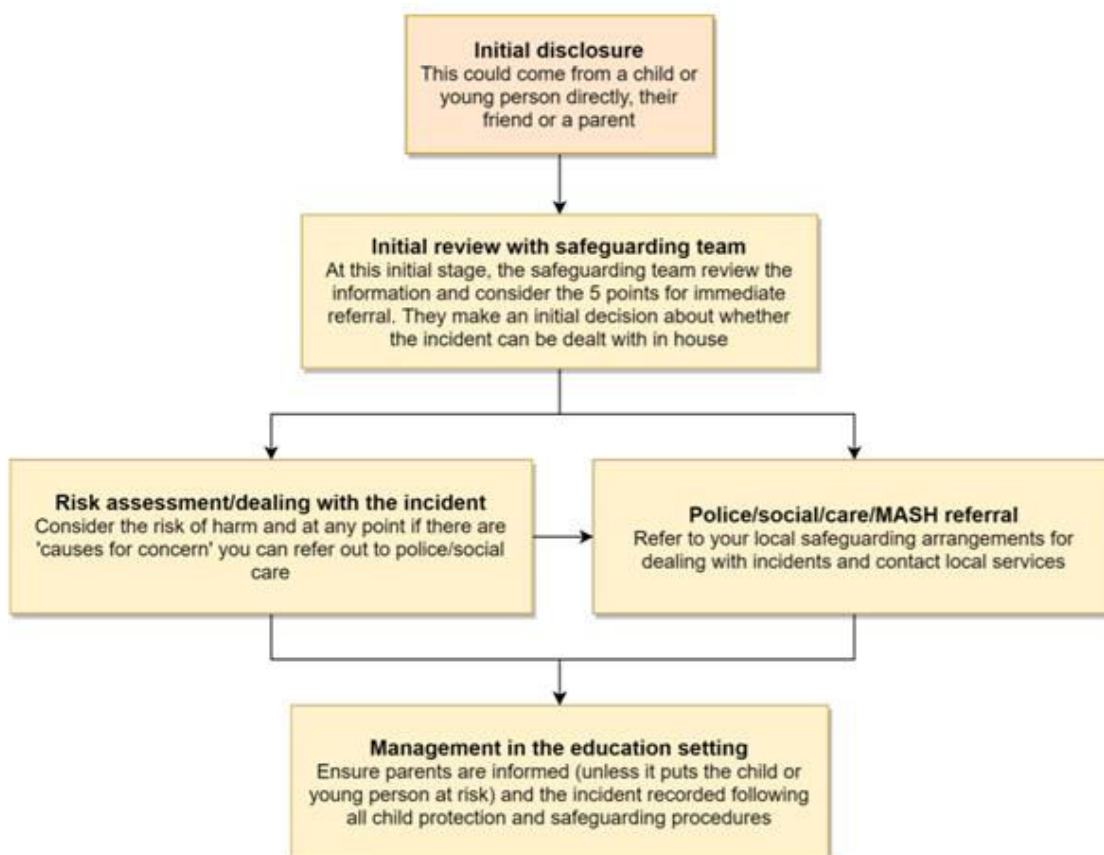 Initial disclosure
This could come from a child or
young person directly, their
friend or a parent
Initial review with safeguarding team
At this initial stage, the safeguarding team review the
information and consider the 5 points for immediate
referral. They make an initial decision about whether
the incident can be dealt with in house
Risk assessment/dealing with the incident
Consider the risk of harm and at any point if there are
'causes for concern' you can refer out to police/social
care
Police/social/care/MASH referral
Refer to your local safeguarding arrangements for
dealing with incidents and contact local services
Management in the education setting
Ensure parents are informed (unless it puts the child or
young person at risk) and the incident recorded following
all child protection and safeguarding procedures